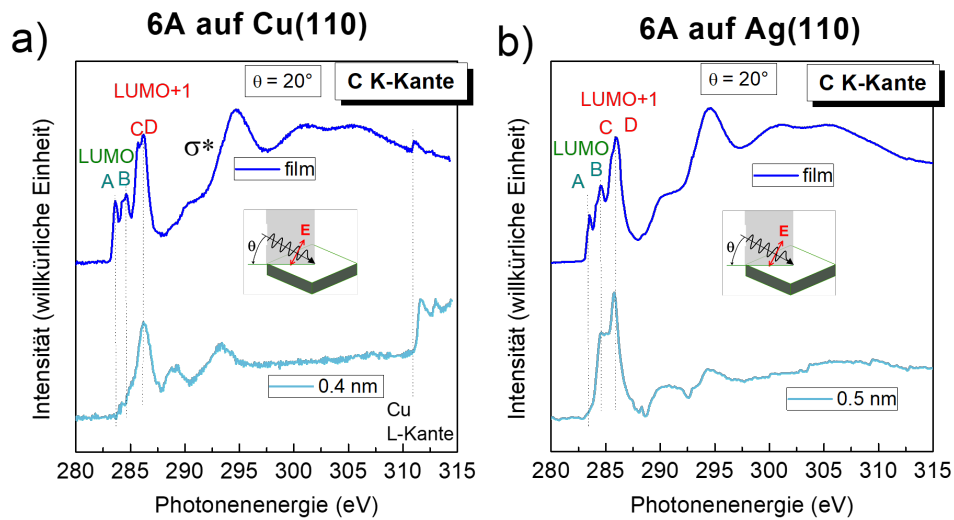 a)
6A auf Cu(110)
θ = 20°
C K-Kante
LUMO+1
C D
LUMO
A B
σ*
film
E
θ
0.4 nm
Cu
L-Kante
Intensität (willkürliche Einheit)
280 285 290 295 300 305 310 315
Photonenenergie (eV)
b)
6A auf Ag(110)
θ = 20°
C K-Kante
LUMO+1
C D
LUMO
B
A
film
E
θ
0.5 nm
Intensität (willkürliche Einheit)
280 285 290 295 300 305 310 315
Photonenenergie (eV)